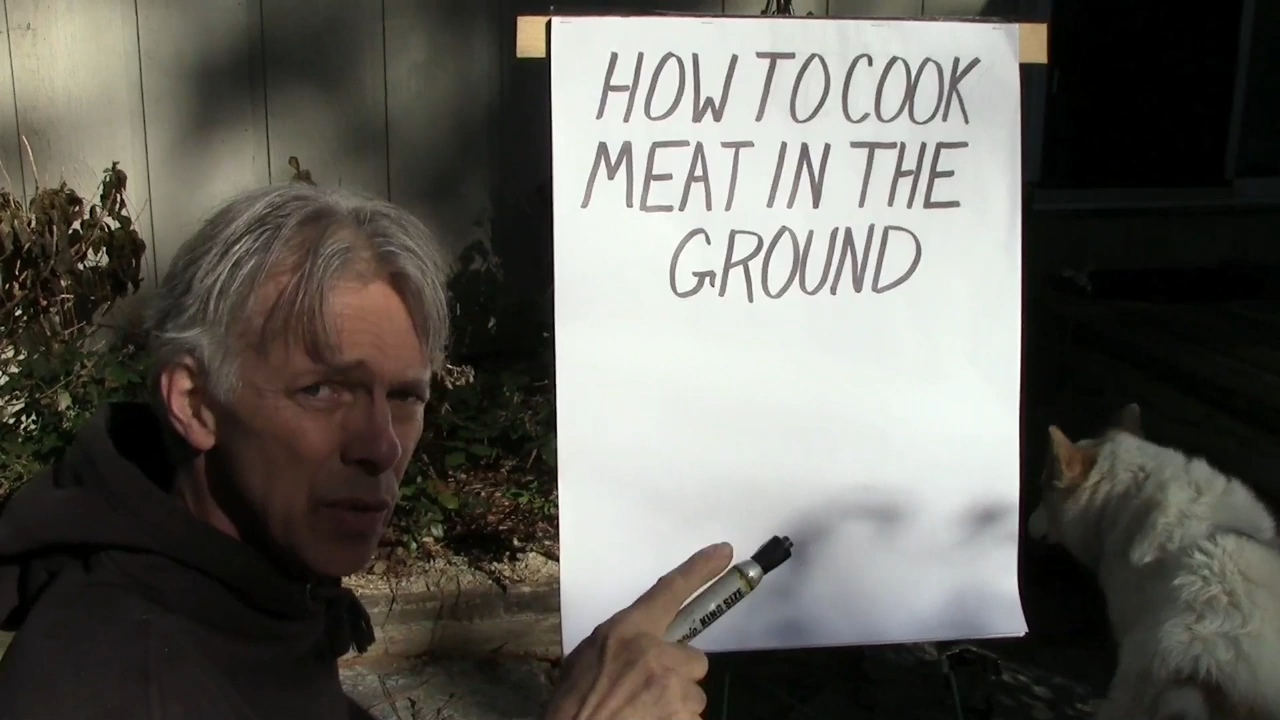 HOW TO COOK
MEAT IN THE
GROUND
KING SIZE